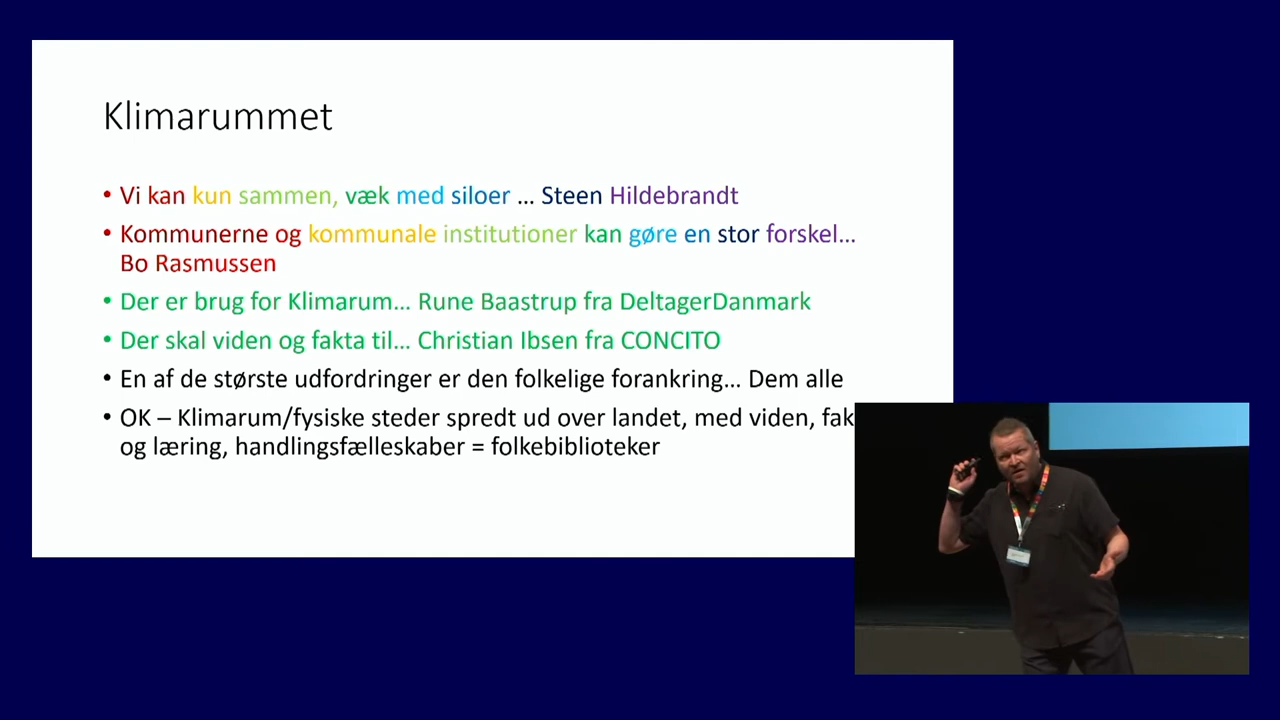 Klimarummet
• Vi kan kun sammen, væk med siloer … Steen Hildebrandt
• Kommunerne og kommunale institutioner kan gøre en stor forskel…
Bo Rasmussen
• Der er brug for Klimarum… Rune Baastrup fra DeltagerDanmark
• Der skal viden og fakta til… Christian Ibsen fra CONCITO
• En af de største udfordringer er den folkelige forankring… Dem alle
• OK – Klimarum/fysiske steder spredt ud over landet, med viden, fak
og læring, handlingsfælleskaber = folkebiblioteker